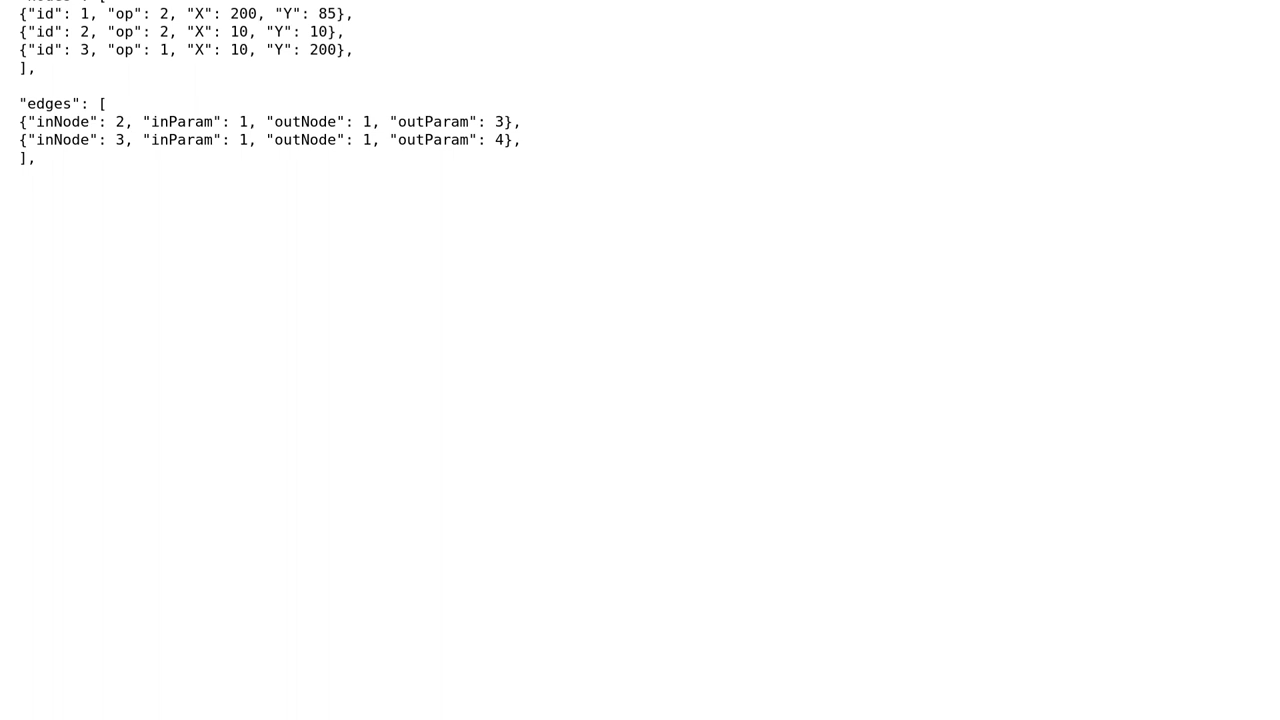 {"id": 1, "op": 2, "X": 200, "Y": 85},
{"id": 2, "op": 2, "X": 10, "Y": 10},
{"id": 3, "op": 1, "X": 10, "Y": 200},
],
"edges": [
{"inNode": 2, "inParam": 1, "outNode": 1, "outParam": 3},
{"inNode": 3, "inParam": 1, "outNode": 1, "outParam": 4},
],